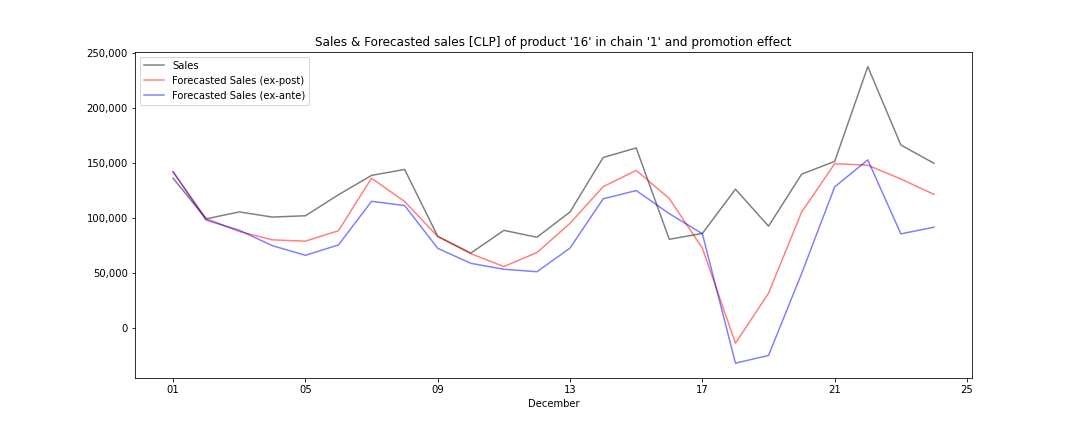 Sales & Forecasted sales [CLP] of product '16' in chain '1' and promotion effect
250,000
200,000
150,000
100,000
50,000
0
Sales
Forecasted Sales (ex-post)
Forecasted Sales (ex-ante)
01 05 09 13 17 21 25
December